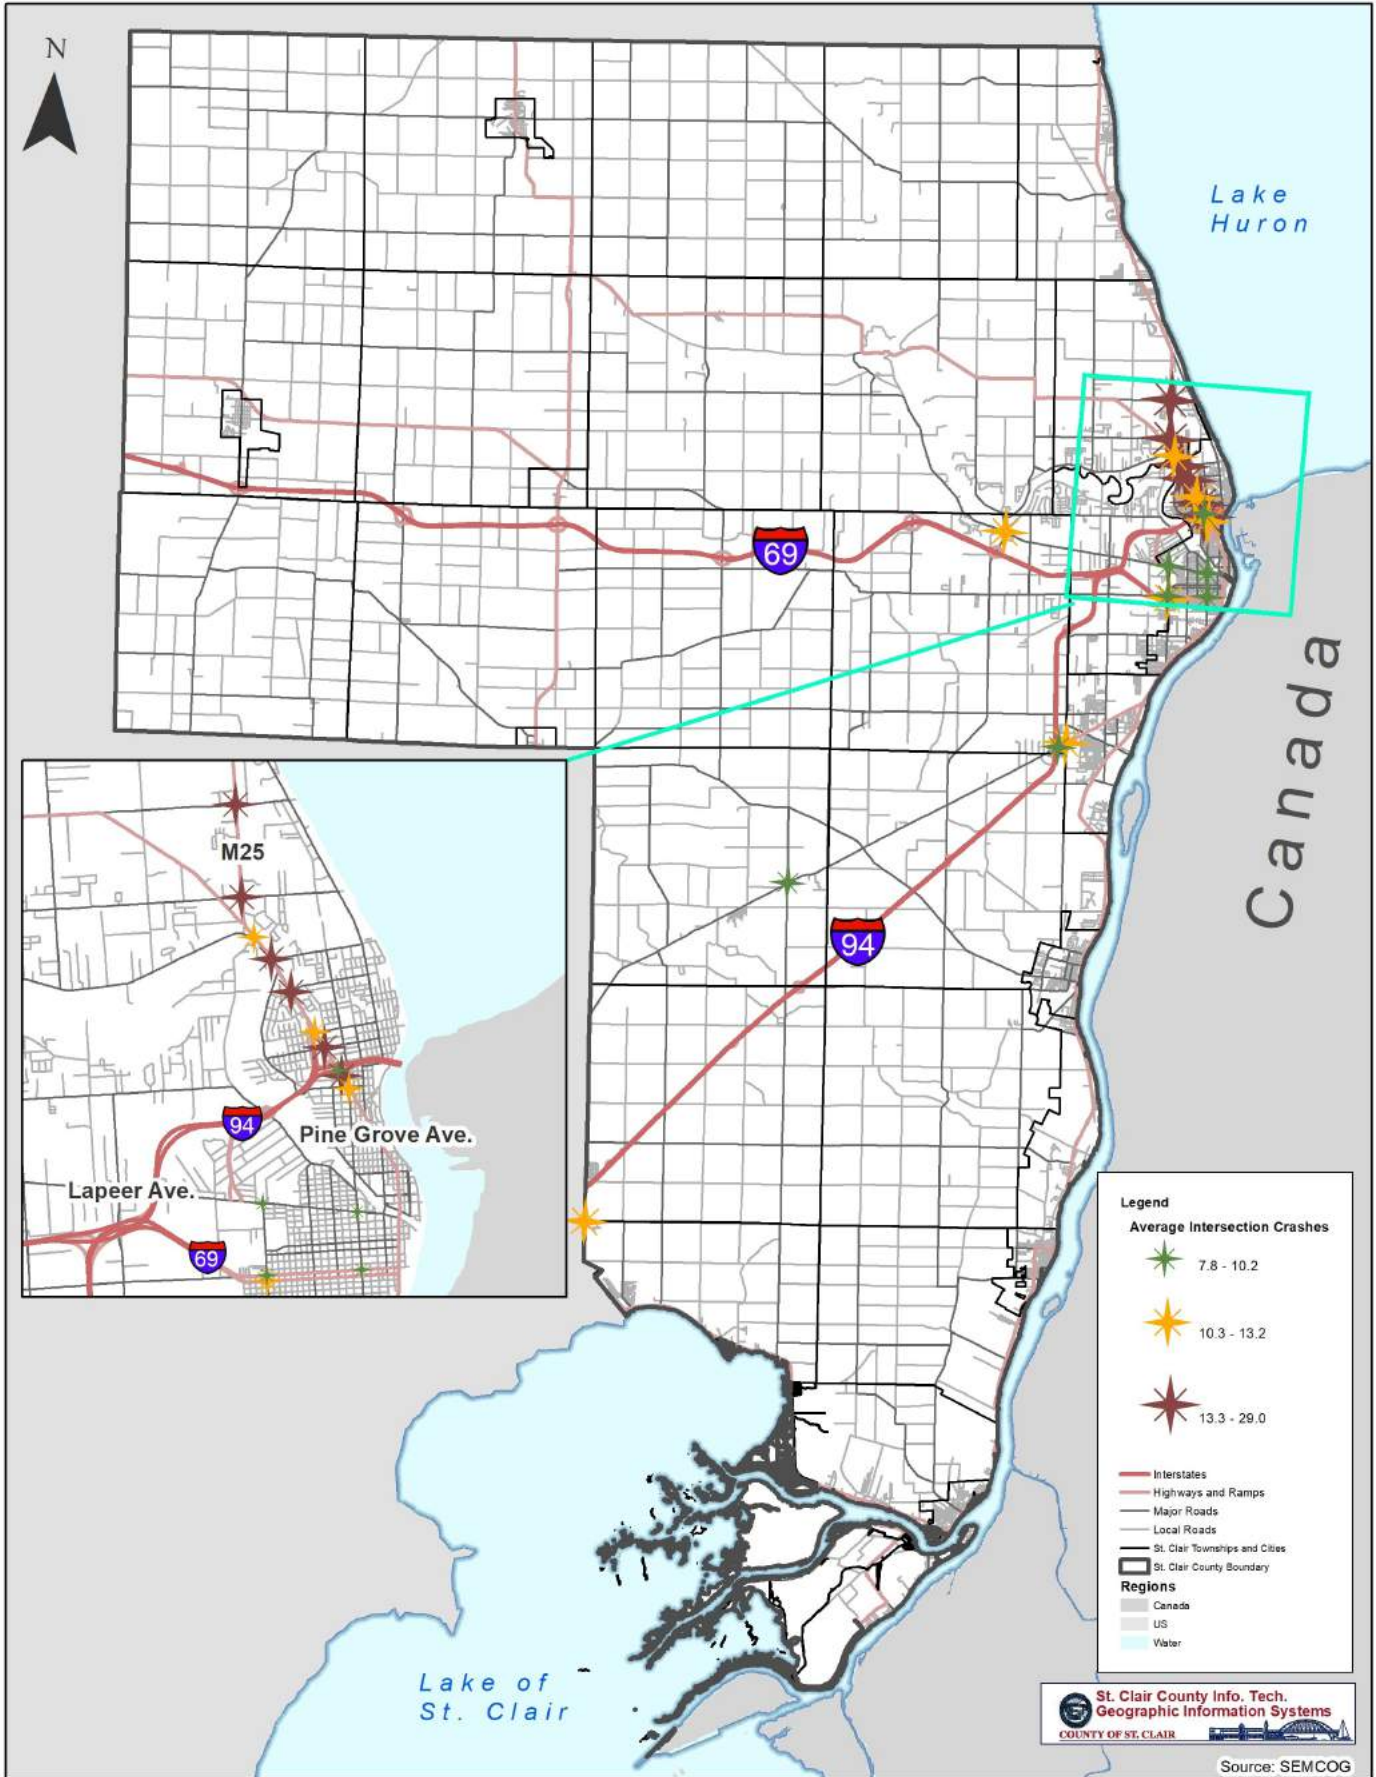 N
Lake
Huron
69
Canada
94
M25
94
Pine Grove Ave.
Lapeer Ave.
69
Legend
Average Intersection Crashes
7.8 - 10.2
10.3 - 13.2
13.3 - 29.0
Interstates
Highways and Ramps
Major Roads
Local Roads
St. Clair Townships and Cities
St. Clair County Boundary
Regions
Canada
US
Water
Lake of
St. Clair
St. Clair County Info. Tech.
Geographic Information Systems
COUNTY OF ST. CLAIR
Source: SEMCOG